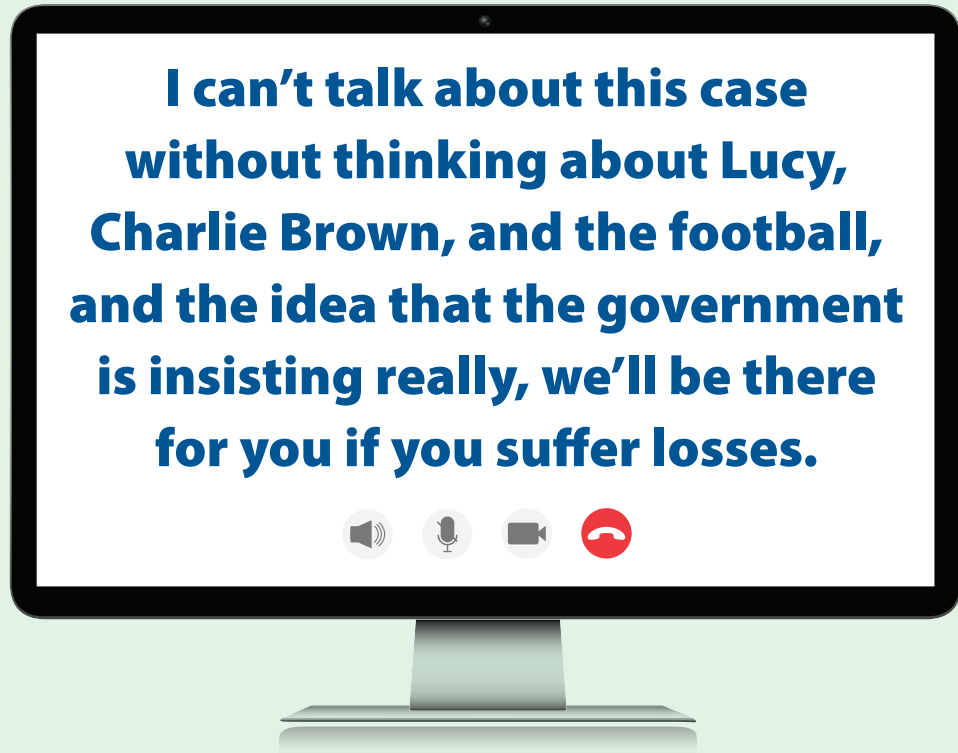 I can’t talk about this case
without thinking about Lucy,
Charlie Brown, and the football,
and the idea that the government
is insisting really, we’ll be there
for you if you suffer losses.